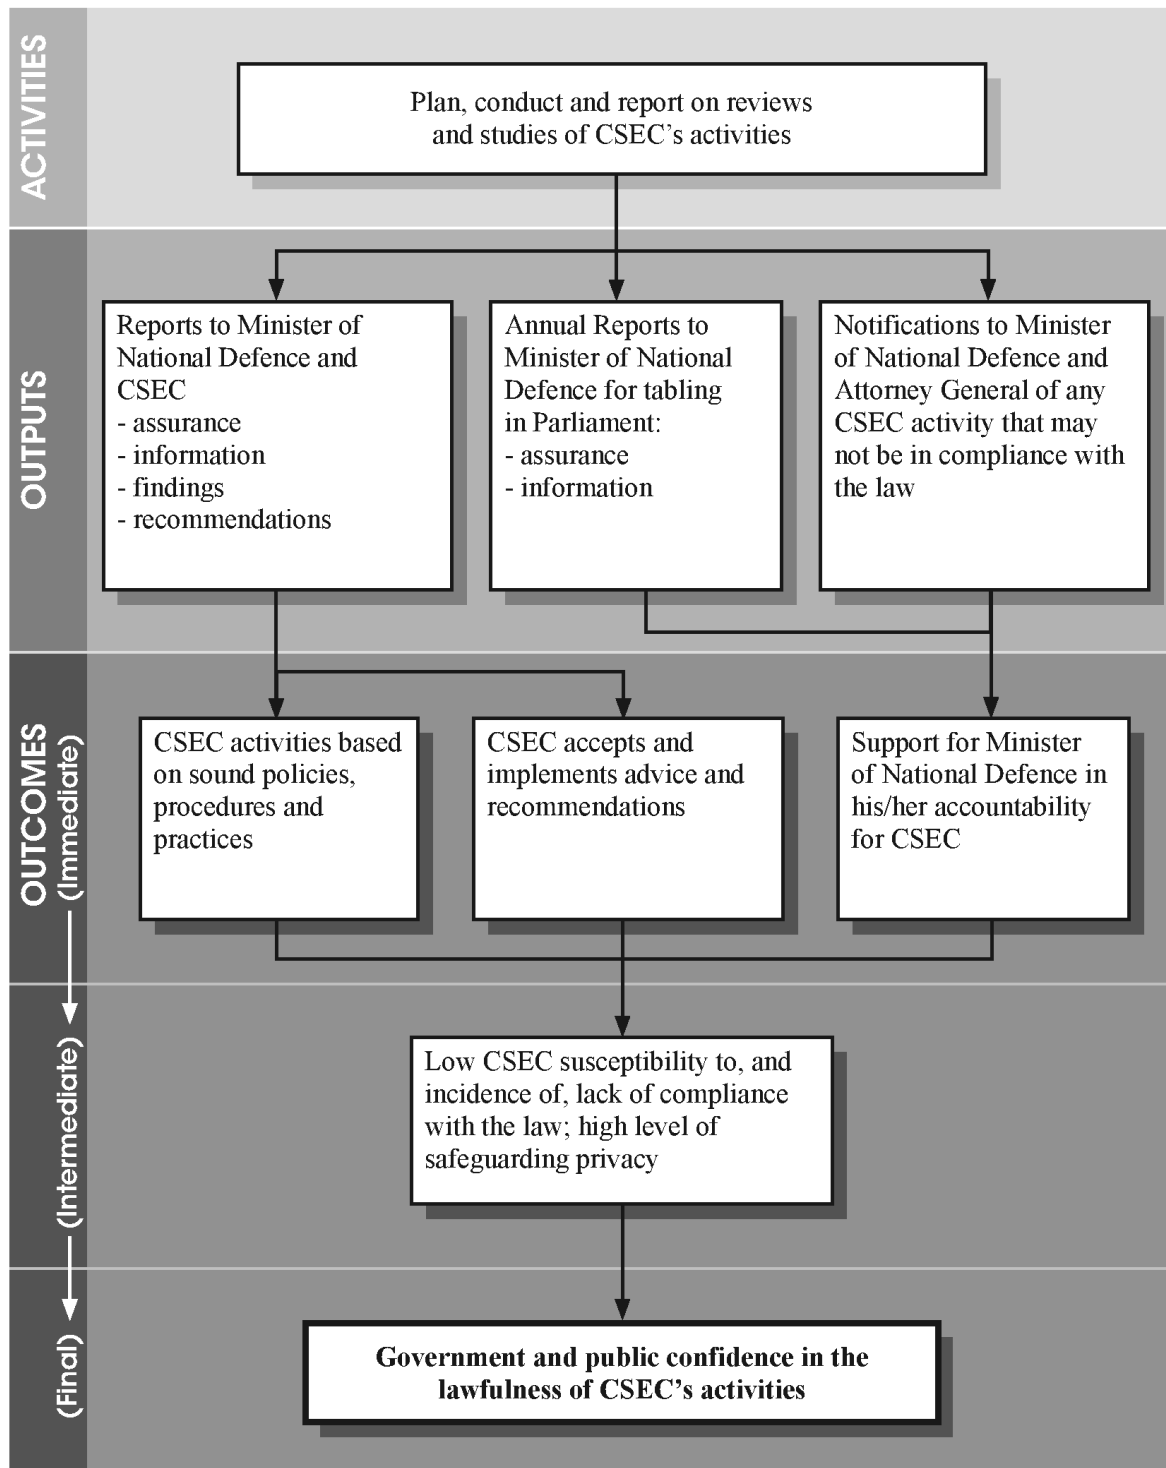 ACTIVITIES
Plan, conduct and report on reviews
and studies of CSEC's activities
OUTPUTS
Reports to Minister of
National Defence and
CSEC
- assurance
- information
- findings
- recommendations
Annual Reports to
Minister of National
Defence for tabling
in Parliament:
- assurance
- information
Notifications to Minister
of National Defence and
Attorney General of any
CSEC activity that may
not be in compliance with
the law
OUTCOMES
(Immediate)
CSEC activities based
on sound policies,
procedures and
practices
CSEC accepts and
implements advice and
recommendations
Support for Minister
of National Defence in
his/her accountability
for CSEC
(Intermediate)
Low CSEC susceptibility to, and
incidence of, lack of compliance
with the law; high level of
safeguarding privacy
(Final)
Government and public confidence in the
lawfulness of CSEC's activities